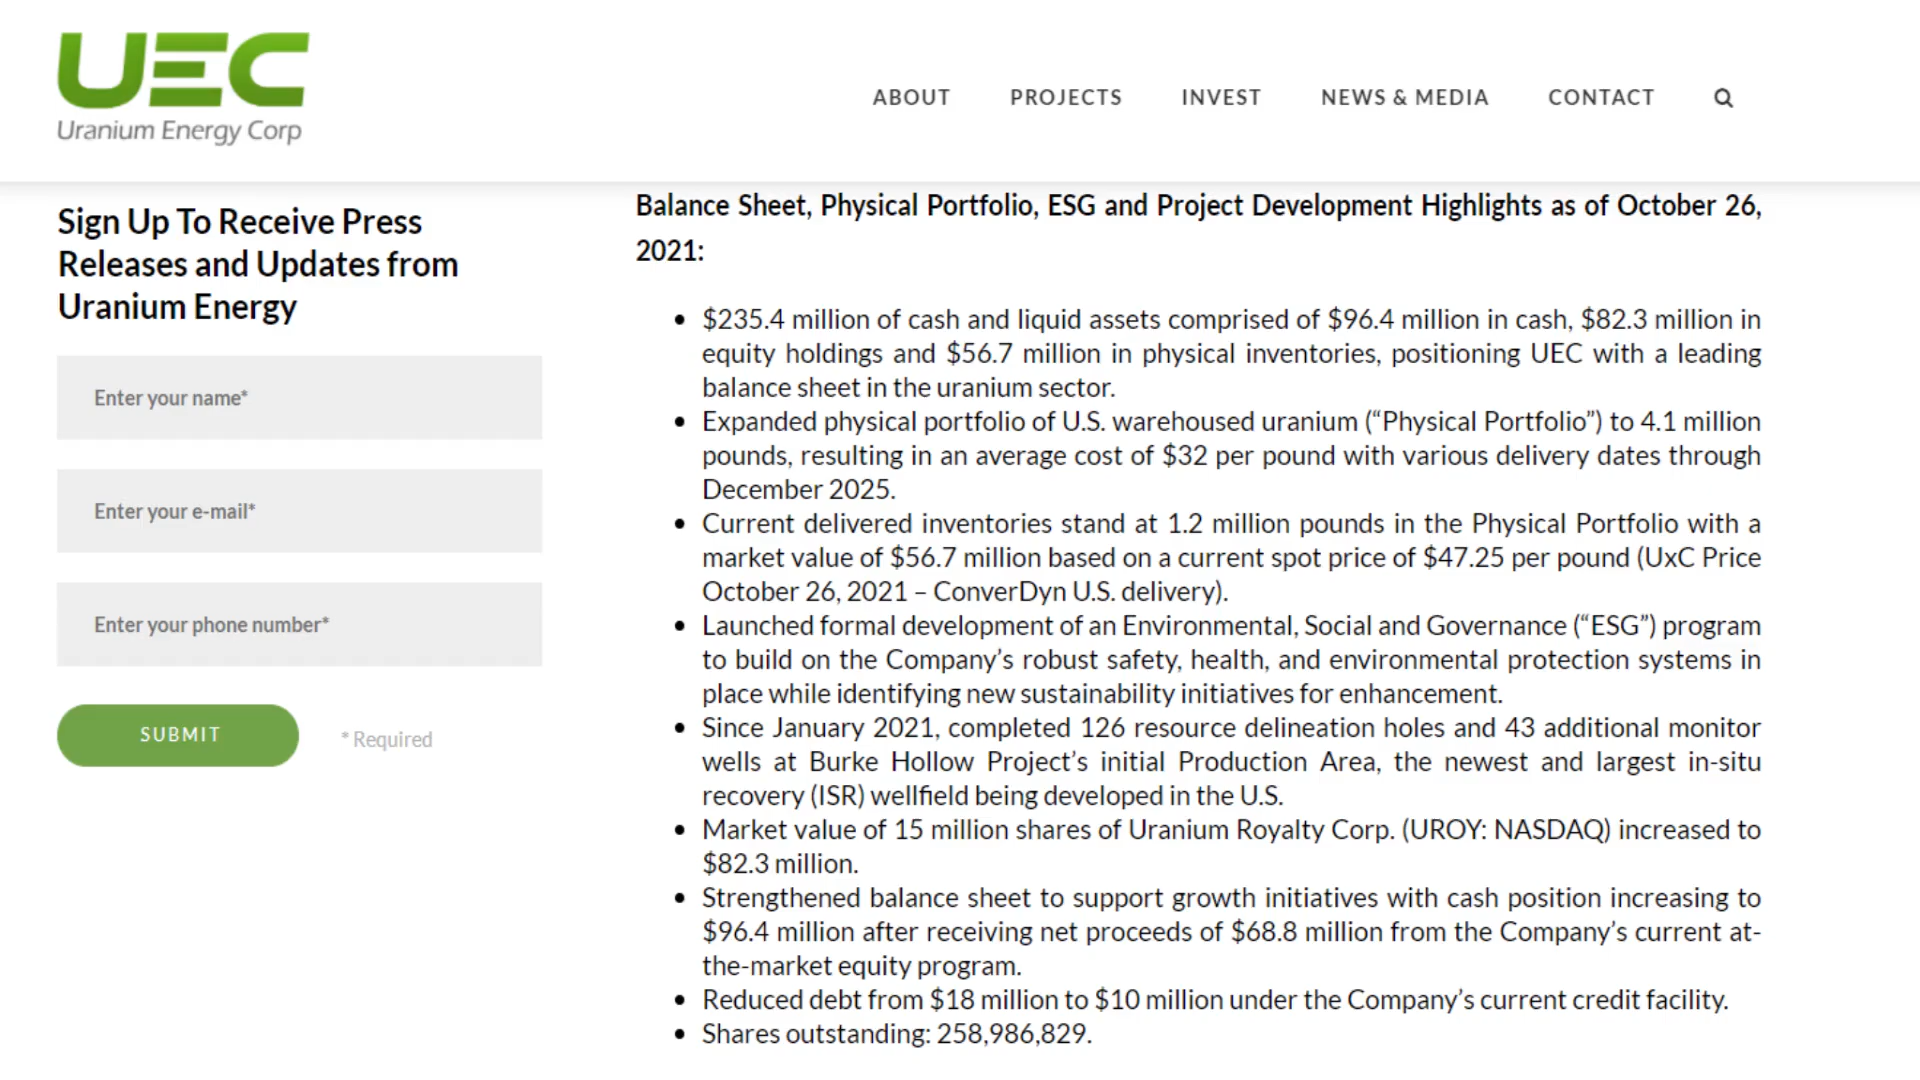 UEC
Uranium Energy Corp
ABOUT PROJECTS INVEST NEWS & MEDIA CONTACT
Sign Up To Receive Press
Releases and Updates from
Uranium Energy
Enter your name*
Enter your e-mail*
Enter your phone number*
SUBMIT
* Required
Balance Sheet, Physical Portfolio, ESG and Project Development Highlights as of October 26,
2021:
• $235.4 million of cash and liquid assets comprised of $96.4 million in cash, $82.3 million in
equity holdings and $56.7 million in physical inventories, positioning UEC with a leading
balance sheet in the uranium sector.
• Expanded physical portfolio of U.S. warehoused uranium (“Physical Portfolio”) to 4.1 million
pounds, resulting in an average cost of $32 per pound with various delivery dates through
December 2025.
• Current delivered inventories stand at 1.2 million pounds in the Physical Portfolio with a
market value of $56.7 million based on a current spot price of $47.25 per pound (UxC Price
October 26, 2021 – ConverDyn U.S. delivery).
• Launched formal development of an Environmental, Social and Governance (“ESG”) program
to build on the Company’s robust safety, health, and environmental protection systems in
place while identifying new sustainability initiatives for enhancement.
• Since January 2021, completed 126 resource delineation holes and 43 additional monitor
wells at Burke Hollow Project’s initial Production Area, the newest and largest in-situ
recovery (ISR) wellfield being developed in the U.S.
• Market value of 15 million shares of Uranium Royalty Corp. (UROY: NASDAQ) increased to
$82.3 million.
• Strengthened balance sheet to support growth initiatives with cash position increasing to
$96.4 million after receiving net proceeds of $68.8 million from the Company’s current at-
the-market equity program.
• Reduced debt from $18 million to $10 million under the Company’s current credit facility.
• Shares outstanding: 258,986,829.